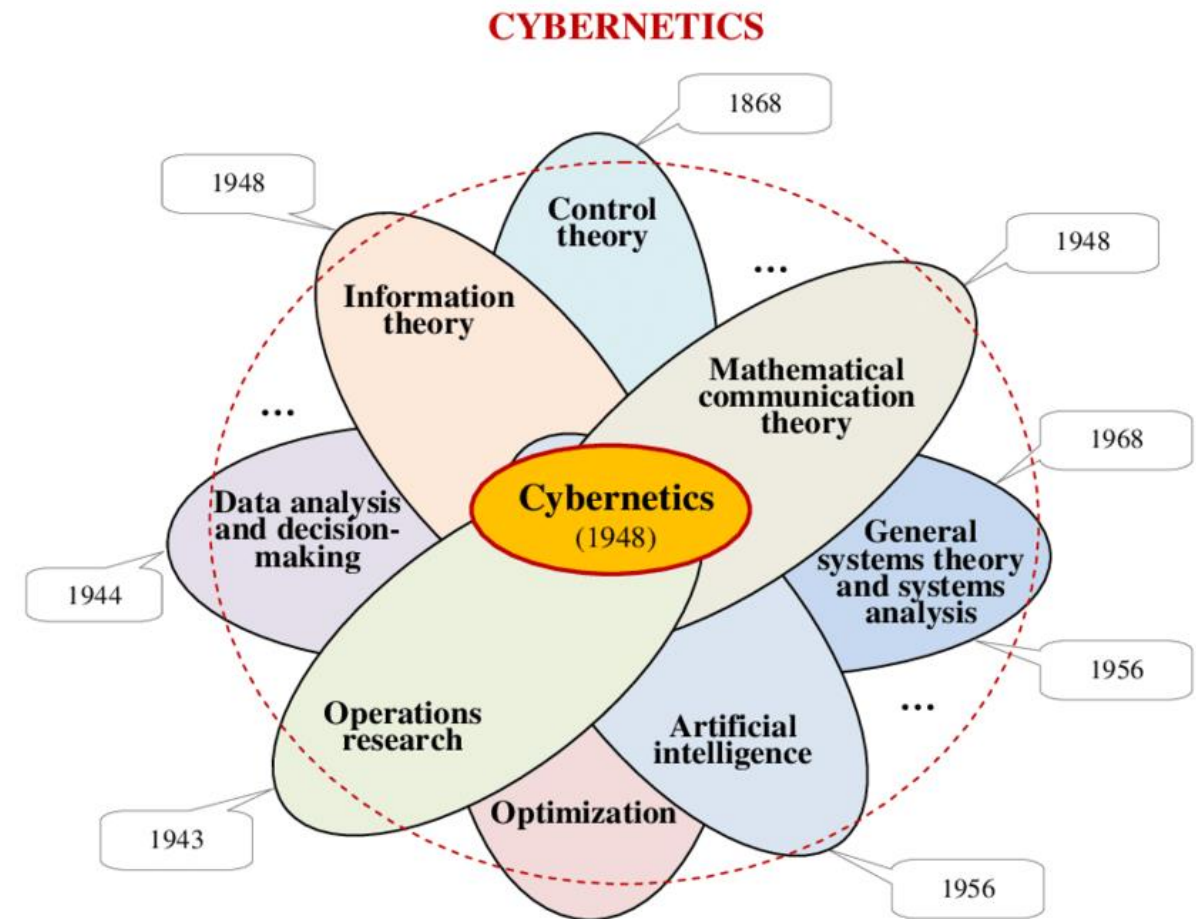 CYBERNETICS
1868
1948
Control
theory
1948
...
Information
theory
Mathematical
communication
theory
...
1968
Cybernetics
(1948)
Data analysis
and decision-
making
General
systems theory
and systems
analysis
1944
1956
...
Operations
research
Artificial
intelligence
Optimization
1943
1956